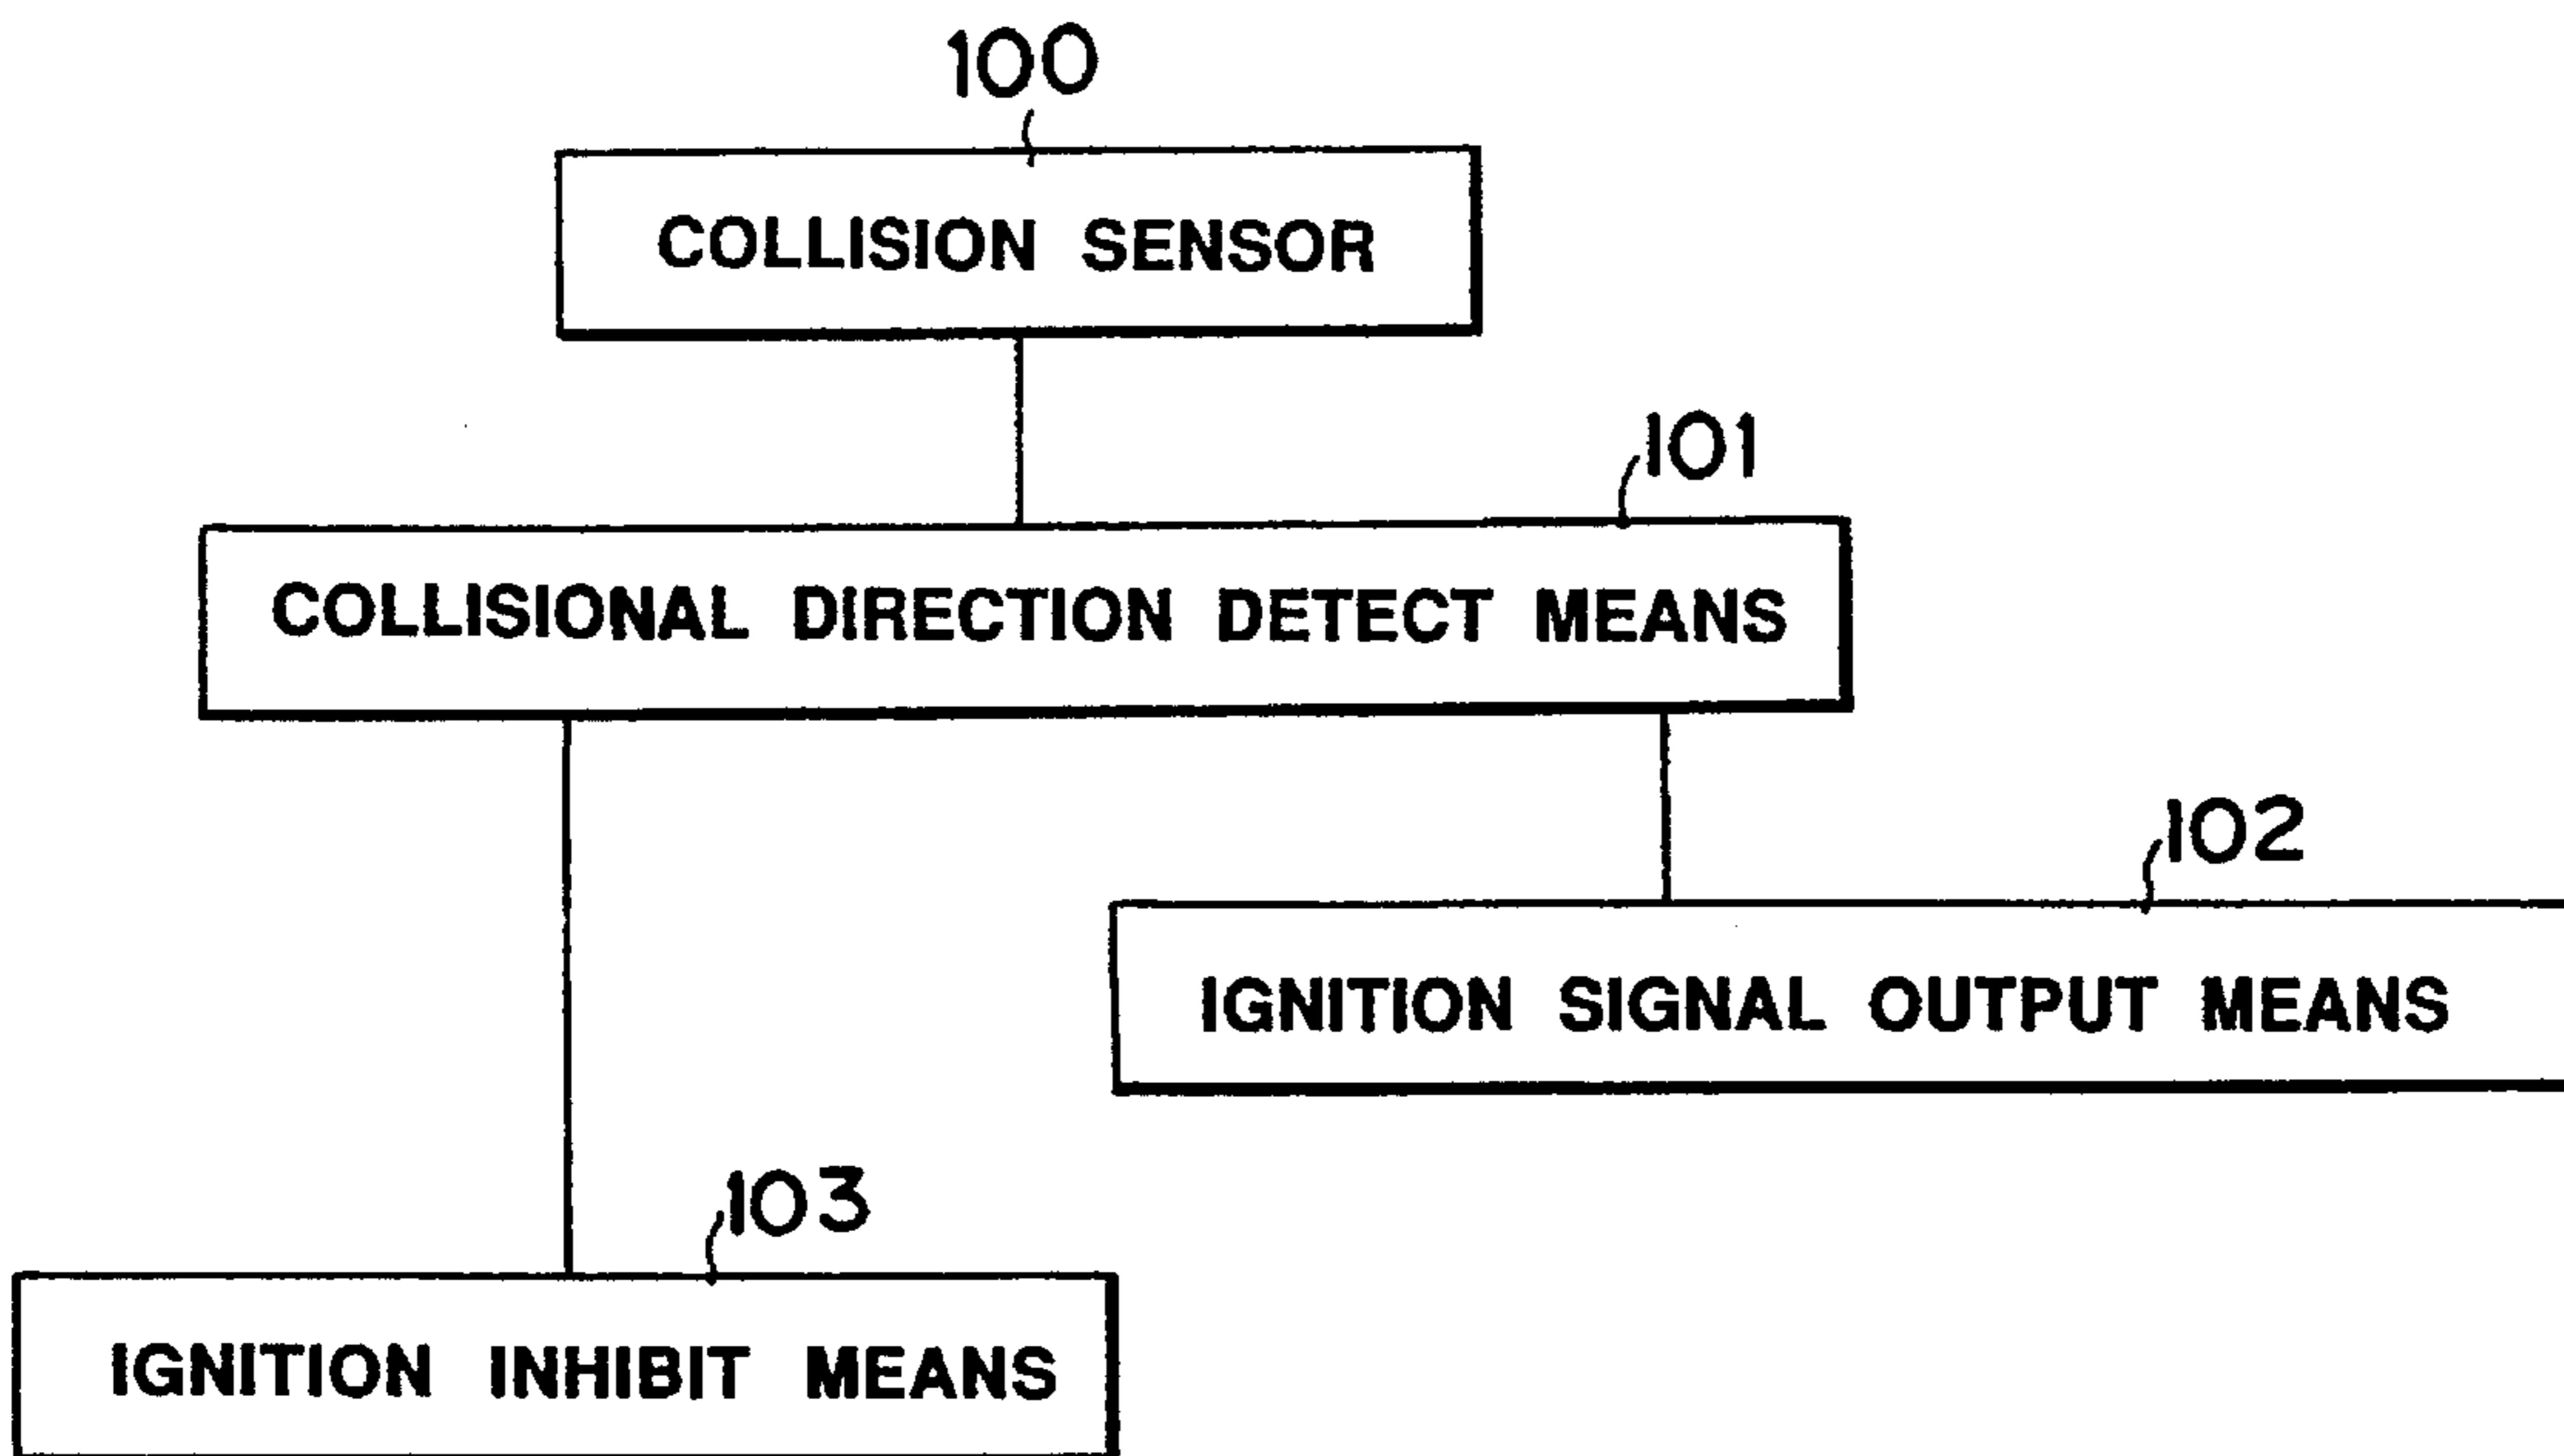 100
COLLISION SENSOR
101
COLLISIONAL DIRECTION DETECT MEANS
102
IGNITION SIGNAL OUTPUT MEANS
103
IGNITION INHIBIT MEANS